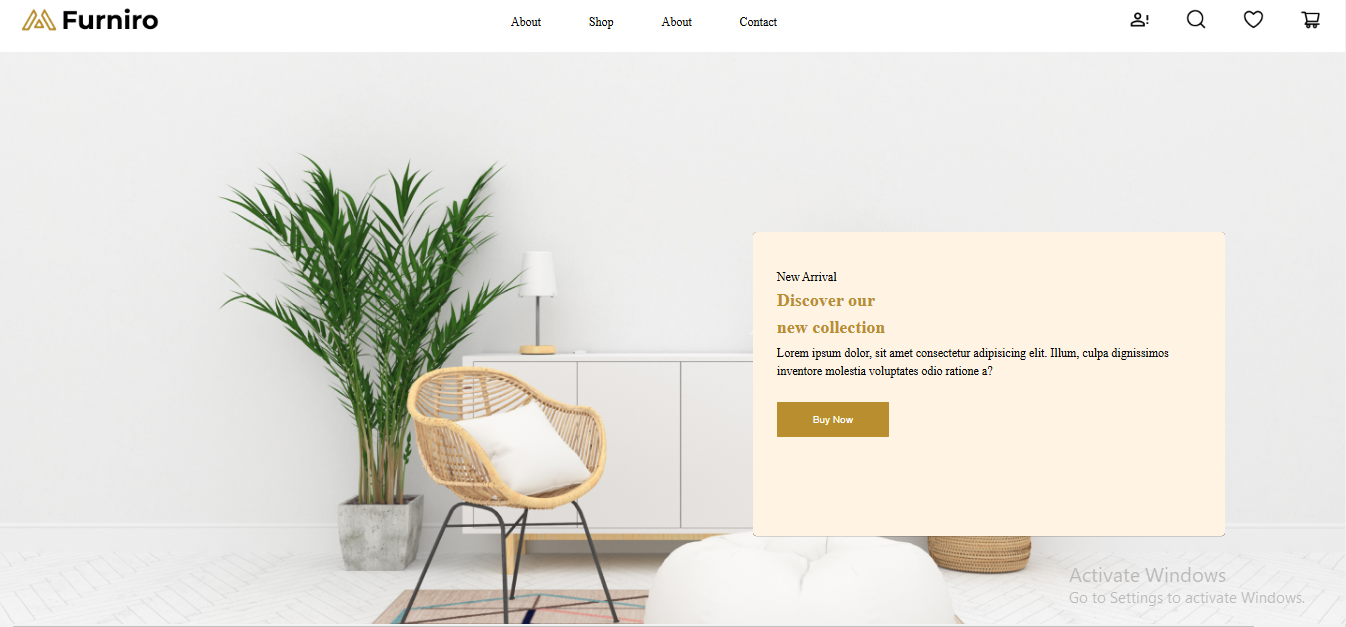 Furniro
About Shop About Contact
New Arrival
Discover our
new collection
Lorem ipsum dolor, sit amet consectetur adipisicing elit. Illum, culpa dignissimos
inventore molestia voluptates odio ratione a?
Buy Now
Activate Windows
Go to Settings to activate Windows.